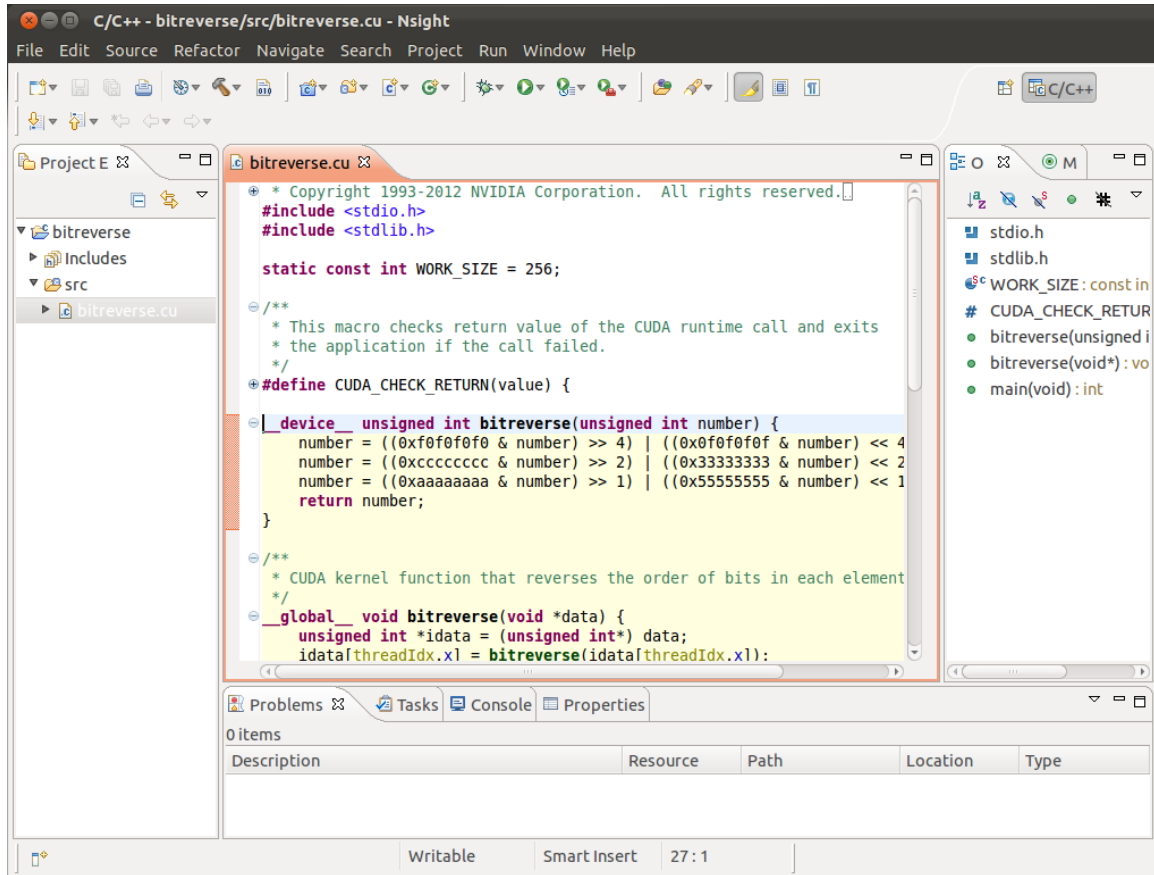 C/C++ - bitreverse/src/bitreverse.cu - Nsight
File Edit Source Refactor Navigate Search Project Run Window Help
C/C++
Project E
bitreverse
Includes
src
bitreverse.cu
bitreverse.cu
* Copyright 1993-2012 NVIDIA Corporation.  All rights reserved.
#include <stdio.h>
#include <stdlib.h>
static const int WORK_SIZE = 256;
/**
* This macro checks return value of the CUDA runtime call and exits
* the application if the call failed.
*/
#define CUDA_CHECK_RETURN(value) {
__device__ unsigned int bitreverse(unsigned int number) {
number = ((0xf0f0f0f0 & number) >> 4) | ((0x0f0f0f0f & number) << 4
number = ((0xcccccccc & number) >> 2) | ((0x33333333 & number) << 2
number = ((0xaaaaaaaa & number) >> 1) | ((0x55555555 & number) << 1
return number;
}
/**
* CUDA kernel function that reverses the order of bits in each element
*/
__global__ void bitreverse(void *data) {
unsigned int *idata = (unsigned int*) data;
idata[threadIdx.x] = bitreverse(idata[threadIdx.x]);
O
M
stdio.h
stdlib.h
WORK_SIZE : const in
# CUDA_CHECK_RETUR
bitreverse(unsigned i
bitreverse(void*) : vo
main(void) : int
Problems Tasks Console Properties
0 items
Description Resource Path Location Type
Writable Smart Insert 27 : 1